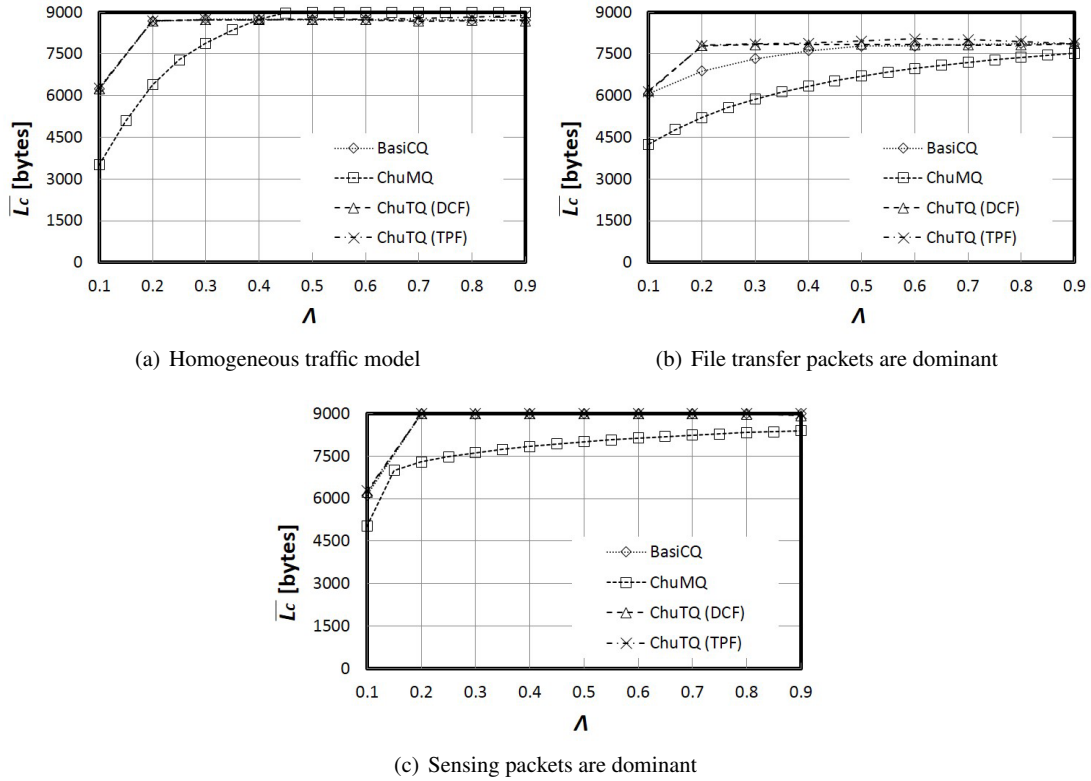 9000
7500
6000
4500
3000
1500
0
L̅c̅ [bytes]
BasiCQ
ChuMQ
ChuTQ (DCF)
ChuTQ (TPF)
0.1 0.2 0.3 0.4 0.5 0.6 0.7 0.8 0.9
Λ
(a) Homogeneous traffic model
9000
7500
6000
4500
3000
1500
0
L̅c̅ [bytes]
BasiCQ
ChuMQ
ChuTQ (DCF)
ChuTQ (TPF)
0.1 0.2 0.3 0.4 0.5 0.6 0.7 0.8 0.9
Λ
(b) File transfer packets are dominant
9000
7500
6000
4500
3000
1500
0
L̅c̅ [bytes]
BasiCQ
ChuMQ
ChuTQ (DCF)
ChuTQ (TPF)
0.1 0.2 0.3 0.4 0.5 0.6 0.7 0.8 0.9
Λ
(c) Sensing packets are dominant